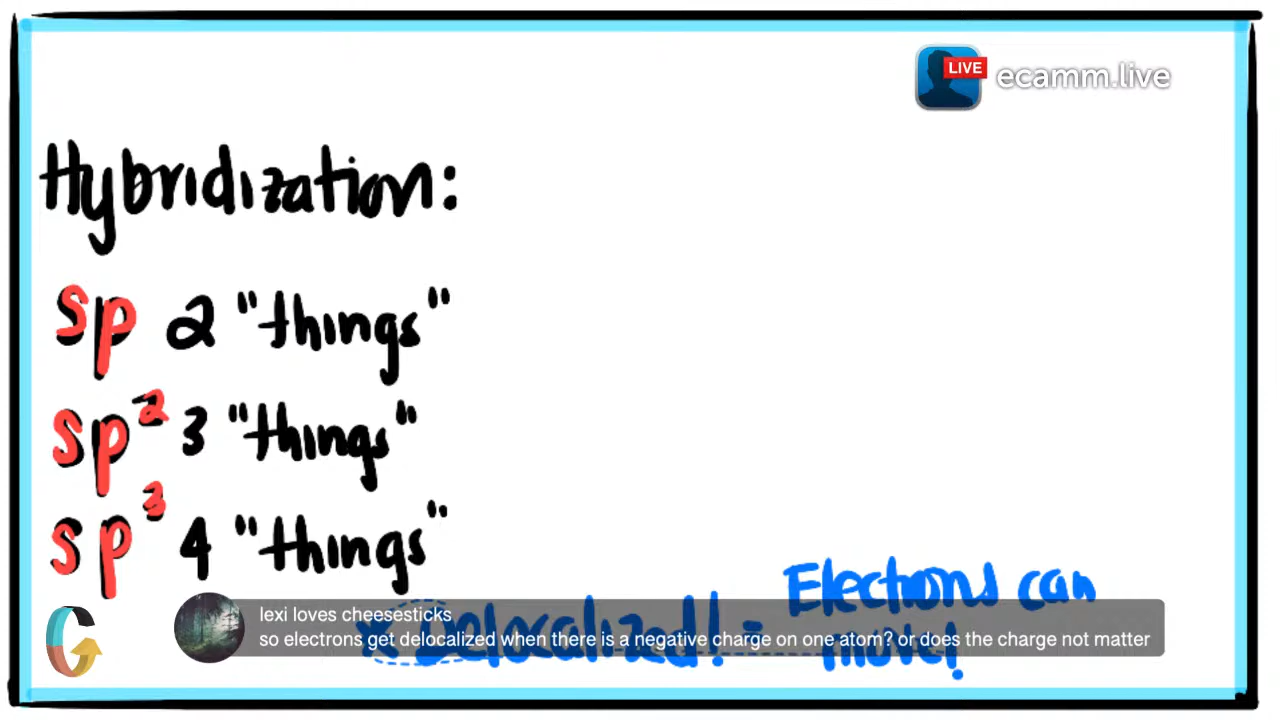 LIVE ecamm.live
Hybridization:
sp 2 "things"
sp² 3 "things"
sp³ 4 "things"
Electrons can
Delocalized! = move!
lexi loves cheesesticks
so electrons get delocalized when there is a negative charge on one atom? or does the charge not matter